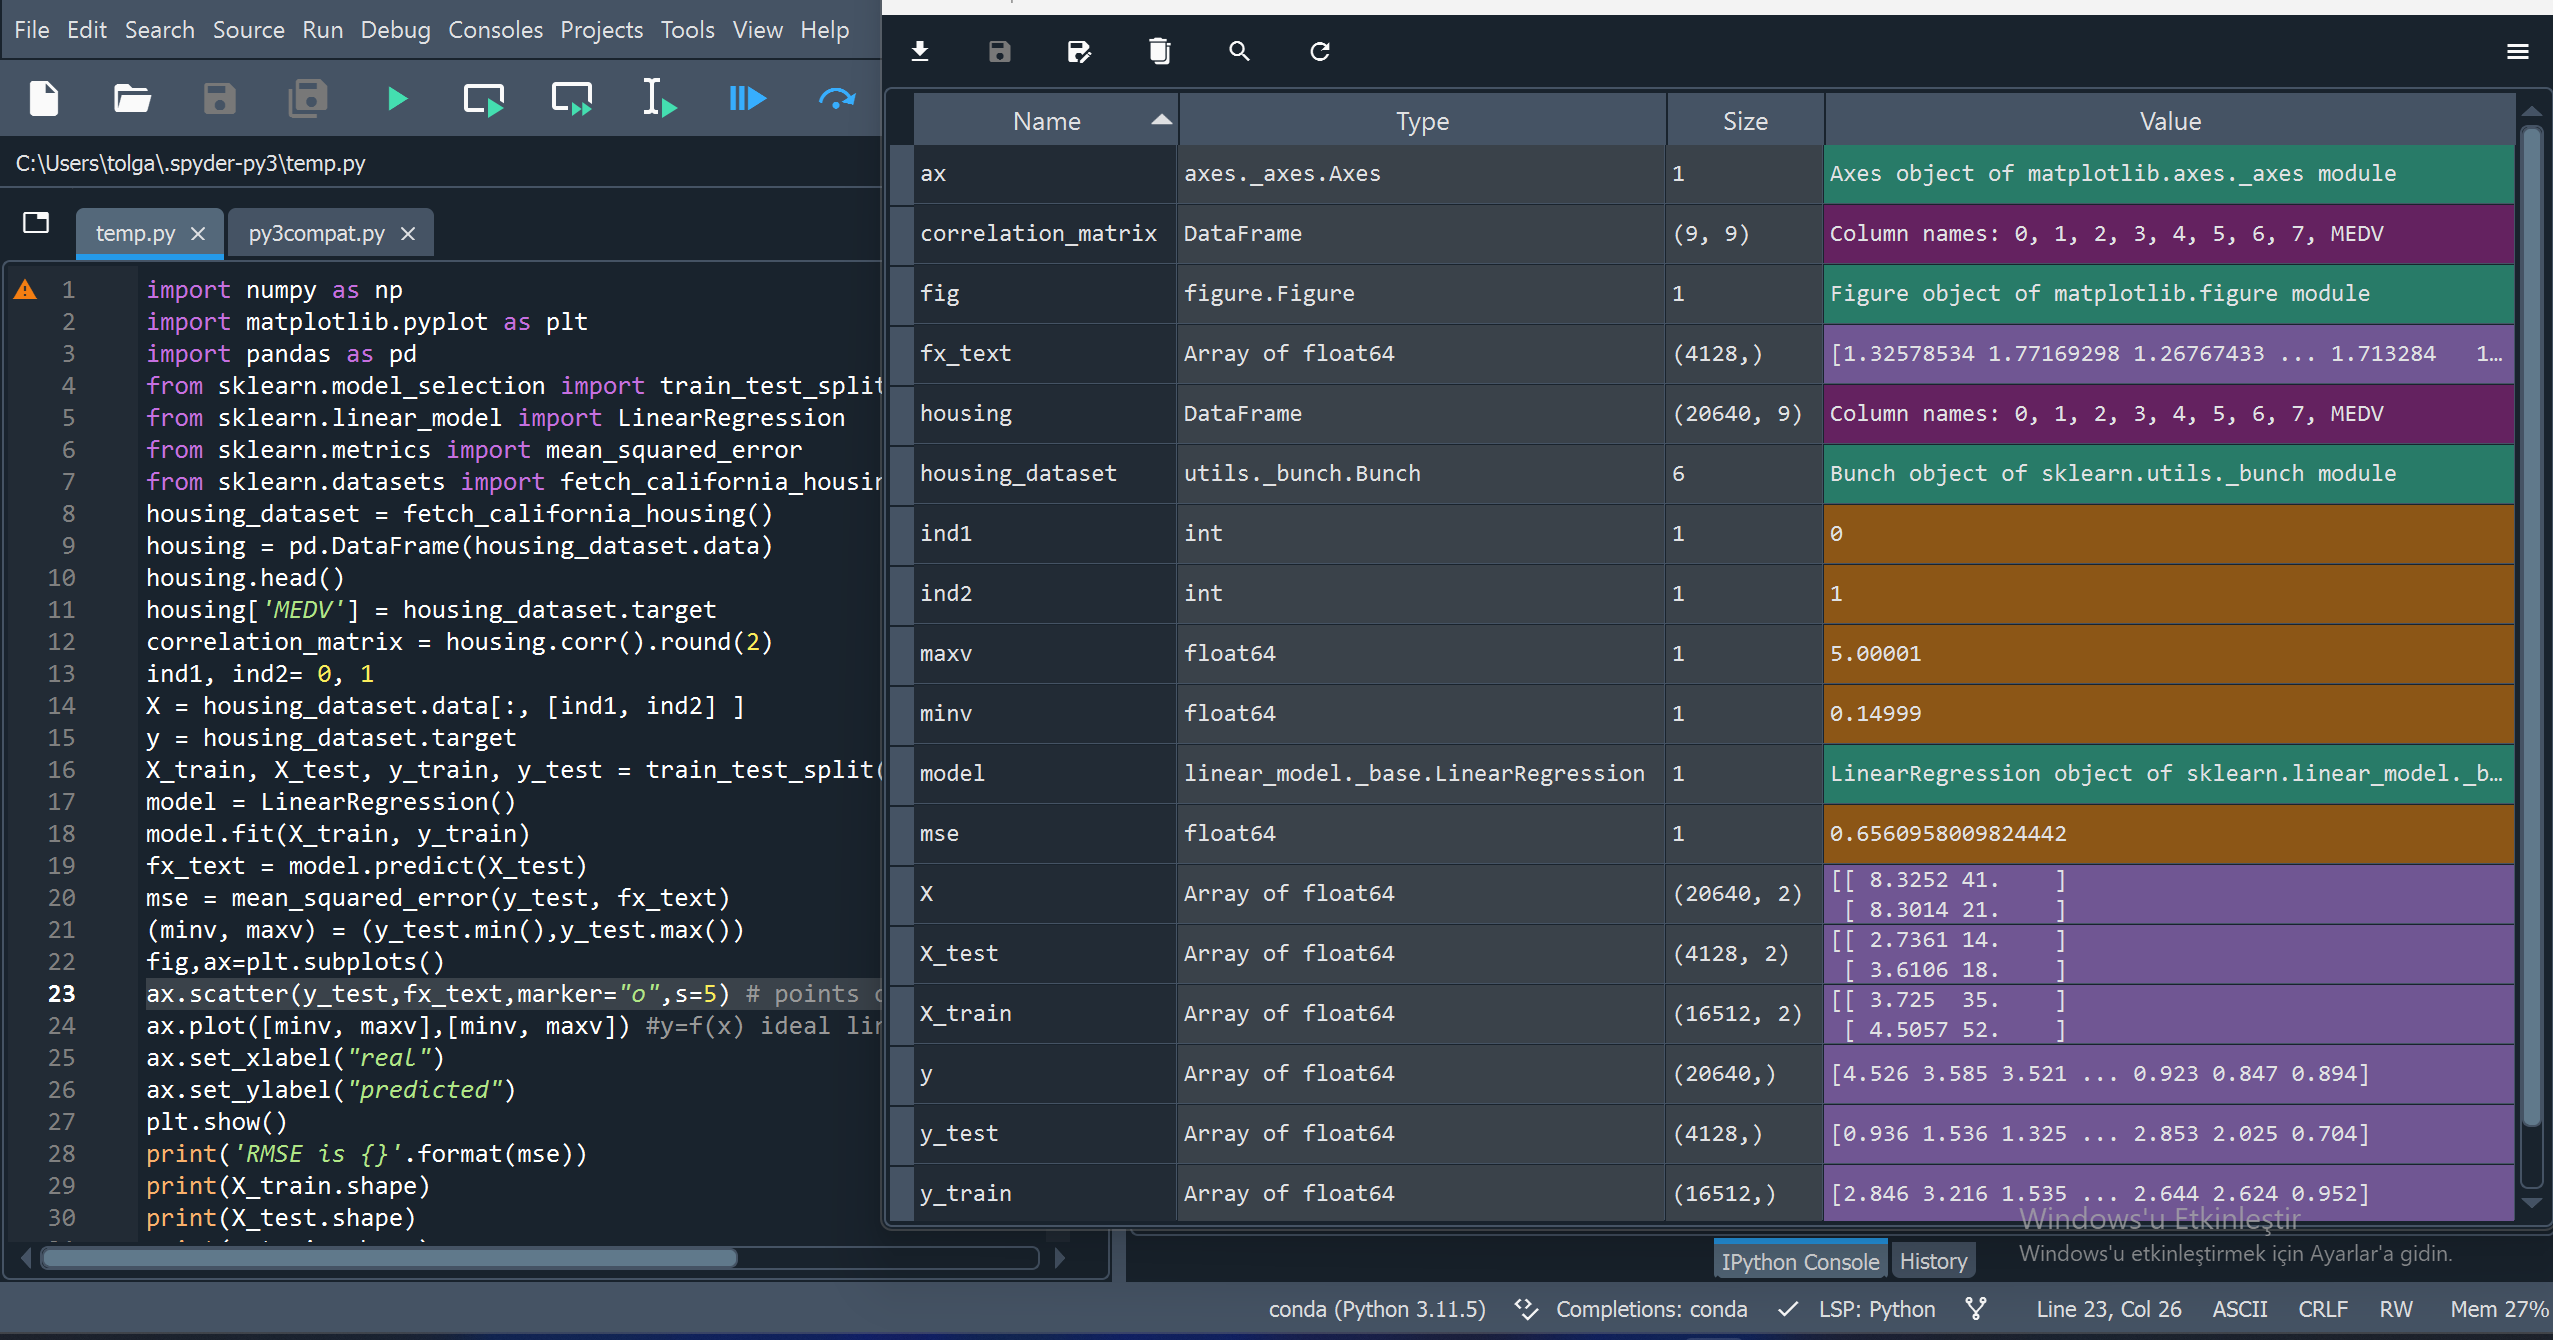 File Edit Search Source Run Debug Consoles Projects Tools View Help
C:\Users\tolga\.spyder-py3\temp.py
temp.py py3compat.py
1 import numpy as np
2 import matplotlib.pyplot as plt
3 import pandas as pd
4 from sklearn.model_selection import train_test_split
5 from sklearn.linear_model import LinearRegression
6 from sklearn.metrics import mean_squared_error
7 from sklearn.datasets import fetch_california_housin
8 housing_dataset = fetch_california_housing()
9 housing = pd.DataFrame(housing_dataset.data)
10 housing.head()
11 housing['MEDV'] = housing_dataset.target
12 correlation_matrix = housing.corr().round(2)
13 ind1, ind2= 0, 1
14 X = housing_dataset.data[:, [ind1, ind2] ]
15 y = housing_dataset.target
16 X_train, X_test, y_train, y_test = train_test_split(
17 model = LinearRegression()
18 model.fit(X_train, y_train)
19 fx_text = model.predict(X_test)
20 mse = mean_squared_error(y_test, fx_text)
21 (minv, maxv) = (y_test.min(),y_test.max())
22 fig,ax=plt.subplots()
23 ax.scatter(y_test,fx_text,marker="o",s=5) # points
24 ax.plot([minv, maxv],[minv, maxv]) #y=f(x) ideal lin
25 ax.set_xlabel("real")
26 ax.set_ylabel("predicted")
27 plt.show()
28 print('RMSE is {}'.format(mse))
29 print(X_train.shape)
30 print(X_test.shape)
Name Type Size Value
ax axes._axes.Axes 1 Axes object of matplotlib.axes._axes module
correlation_matrix DataFrame (9, 9) Column names: 0, 1, 2, 3, 4, 5, 6, 7, MEDV
fig figure.Figure 1 Figure object of matplotlib.figure module
fx_text Array of float64 (4128,) [1.32578534 1.77169298 1.26767433 ... 1.713284 1…
housing DataFrame (20640, 9) Column names: 0, 1, 2, 3, 4, 5, 6, 7, MEDV
housing_dataset utils._bunch.Bunch 6 Bunch object of sklearn.utils._bunch module
ind1 int 1 0
ind2 int 1 1
maxv float64 1 5.00001
minv float64 1 0.14999
model linear_model._base.LinearRegression 1 LinearRegression object of sklearn.linear_model._b…
mse float64 1 0.6560958009824442
X Array of float64 (20640, 2) [[ 8.3252 41. ]
[ 8.3014 21. ]
X_test Array of float64 (4128, 2) [[ 2.7361 14. ]
[ 3.6106 18. ]
X_train Array of float64 (16512, 2) [[ 3.725 35. ]
[ 4.5057 52. ]
y Array of float64 (20640,) [4.526 3.585 3.521 ... 0.923 0.847 0.894]
y_test Array of float64 (4128,) [0.936 1.536 1.325 ... 2.853 2.025 0.704]
y_train Array of float64 (16512,) [2.846 3.216 1.535 ... 2.644 2.624 0.952]
Windows'u Etkinleştir
Windows'u etkinleştirmek için Ayarlar'a gidin.
IPython Console History
conda (Python 3.11.5) Completions: conda LSP: Python Line 23, Col 26 ASCII CRLF RW Mem 27%